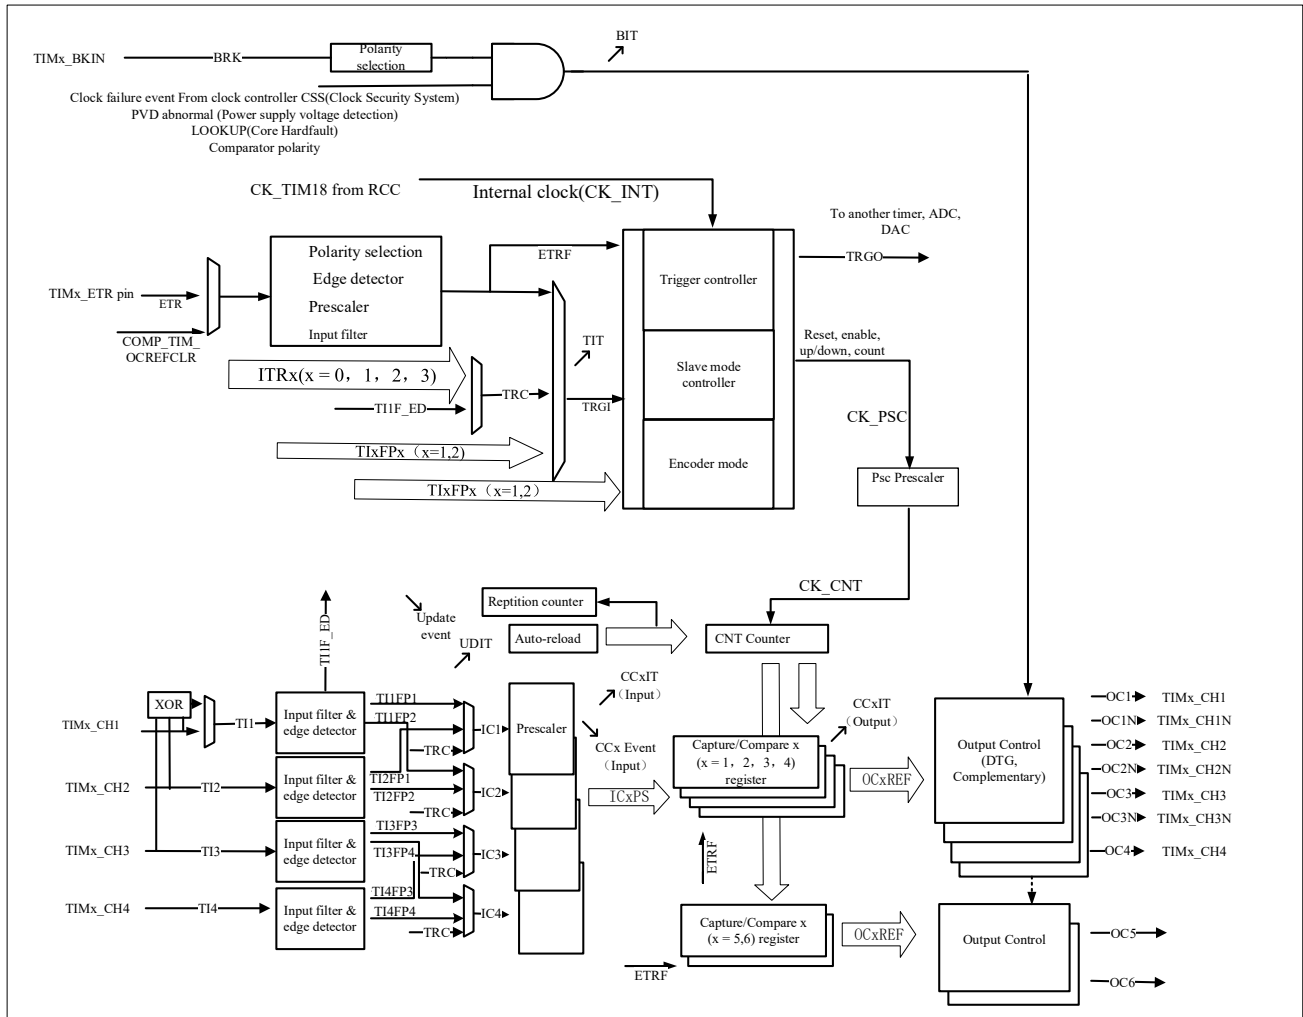 BIT
TIMx_BKIN
BRK
Polarity
selection
Clock failure event From clock controller CSS(Clock Security System)
PVD abnormal (Power supply voltage detection)
LOOKUP(Core Hardfault)
Comparator polarity
CK_TIM18 from RCC
Internal clock(CK_INT)
To another timer, ADC,
DAC
TRGO
Polarity selection
Edge detector
Prescaler
Input filter
ETRF
Trigger controller
TIMx_ETR pin
ETR
COMP_TIM_
OCREFCLR
TIT
Reset, enable,
up/down, count
ITRx(x = 0，1，2，3)
TRC
TI1F_ED
TRGI
Slave mode
controller
CK_PSC
TIxFPx（x=1,2)
Encoder mode
TIxFPx（x=1,2）
Psc Prescaler
CK_CNT
Reptition counter
Update
event
UDIT
Auto-reload
CNT Counter
TI1F_ED
CCxIT
（Input）
CCxIT
（Output）
CCx Event
(Input)
XOR
TIMx_CH1
TI1
Input filter &
edge detector
TI1FP1
TI1FP2
TRC
IC1
Prescaler
TIMx_CH2
TI2
Input filter &
edge detector
TI2FP1
TI2FP2
TRC
IC2
ICxPS
Capture/Compare x
(x = 1，2，3，4)
register
OCxREF
Output Control
(DTG,
Complementary)
OC1
TIMx_CH1
OC1N
TIMx_CH1N
OC2
TIMx_CH2
OC2N
TIMx_CH2N
OC3
TIMx_CH3
OC3N
TIMx_CH3N
OC4
TIMx_CH4
TIMx_CH3
TI3
Input filter &
edge detector
TI3FP3
TI3FP4
TRC
IC3
ETRF
TIMx_CH4
TI4
Input filter &
edge detector
TI4FP3
TI4FP4
TRC
IC4
Capture/Compare x
(x = 5,6) register
OCxREF
Output Control
OC5
ETRF
OC6